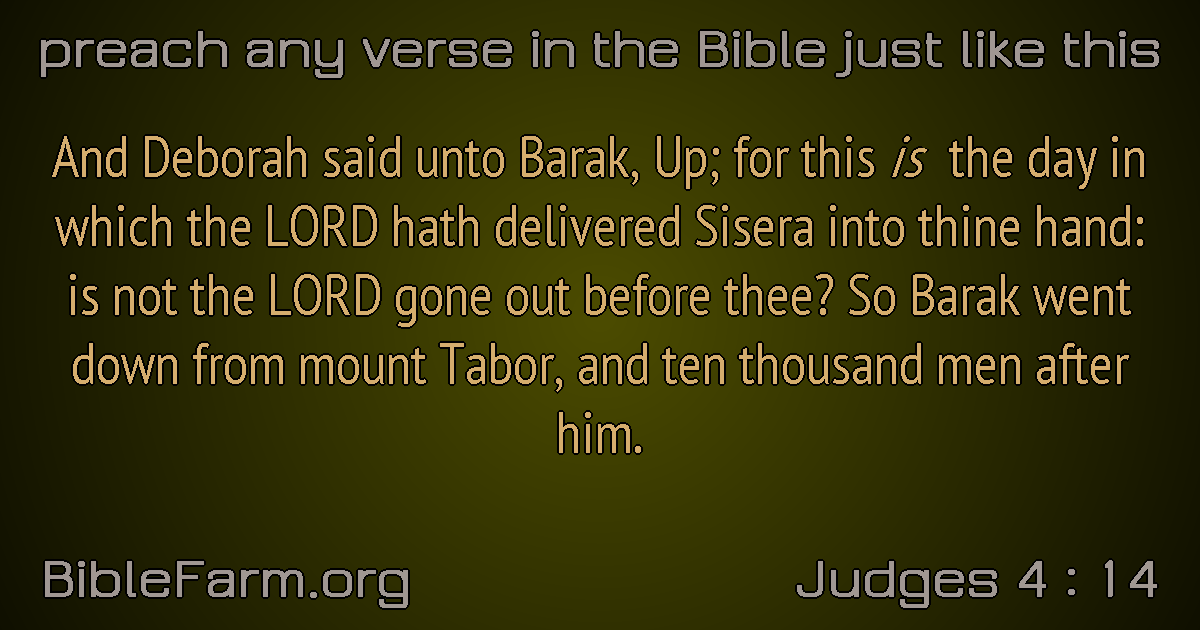 preach any verse in the Bible just like this
And Deborah said unto Barak, Up; for this is the day in
which the LORD hath delivered Sisera into thine hand:
is not the LORD gone out before thee? So Barak went
down from mount Tabor, and ten thousand men after
him.
BibleFarm.org
Judges 4 : 14